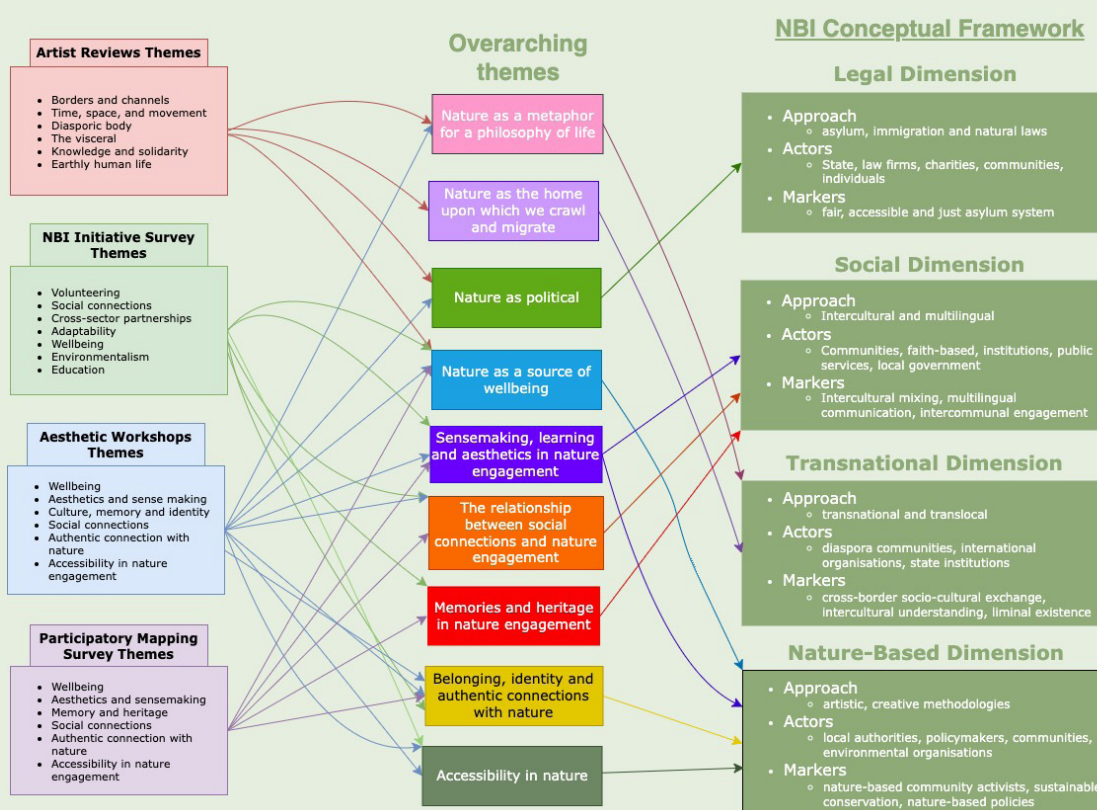 NBI Conceptual Framework
Overarching
themes
Artist Reviews Themes
Borders and channels
Time, space, and movement
Diasporic body
The visceral
Knowledge and solidarity
Earthly human life
NBI Initiative Survey
Themes
Volunteering
Social connections
Cross-sector partnerships
Adaptability
Wellbeing
Environmentalism
Education
Aesthetic Workshops
Themes
Wellbeing
Aesthetics and sense making
Culture, memory and identity
Social connections
Authentic connection with
nature
Accessibility in nature
engagement
Participatory Mapping
Survey Themes
Wellbeing
Aesthetics and sensemaking
Memory and heritage
Social connections
Authentic connection with
nature
Accessibility in nature
engagement
Nature as a metaphor
for a philosophy of life
Nature as the home
upon which we crawl
and migrate
Nature as political
Nature as a source of
wellbeing
Sensemaking, learning
and aesthetics in nature
engagement
The relationship
between social
connections and nature
engagement
Memories and heritage
in nature engagement
Belonging, identity and
authentic connections
with nature
Accessibility in nature
Legal Dimension
Approach
asylum, immigration and natural laws
Actors
State, law firms, charities, communities,
individuals
Markers
fair, accessible and just asylum system
Social Dimension
Approach
Intercultural and multilingual
Actors
Communities, faith-based, institutions, public
services, local government
Markers
Intercultural mixing, multilingual
communication, intercommunal engagement
Transnational Dimension
Approach
transnational and translocal
Actors
diaspora communities, international
organisations, state institutions
Markers
cross-border socio-cultural exchange,
intercultural understanding, liminal existence
Nature-Based Dimension
Approach
artistic, creative methodologies
Actors
local authorities, policymakers, communities,
environmental organisations
Markers
nature-based community activists, sustainable
conservation, nature-based policies